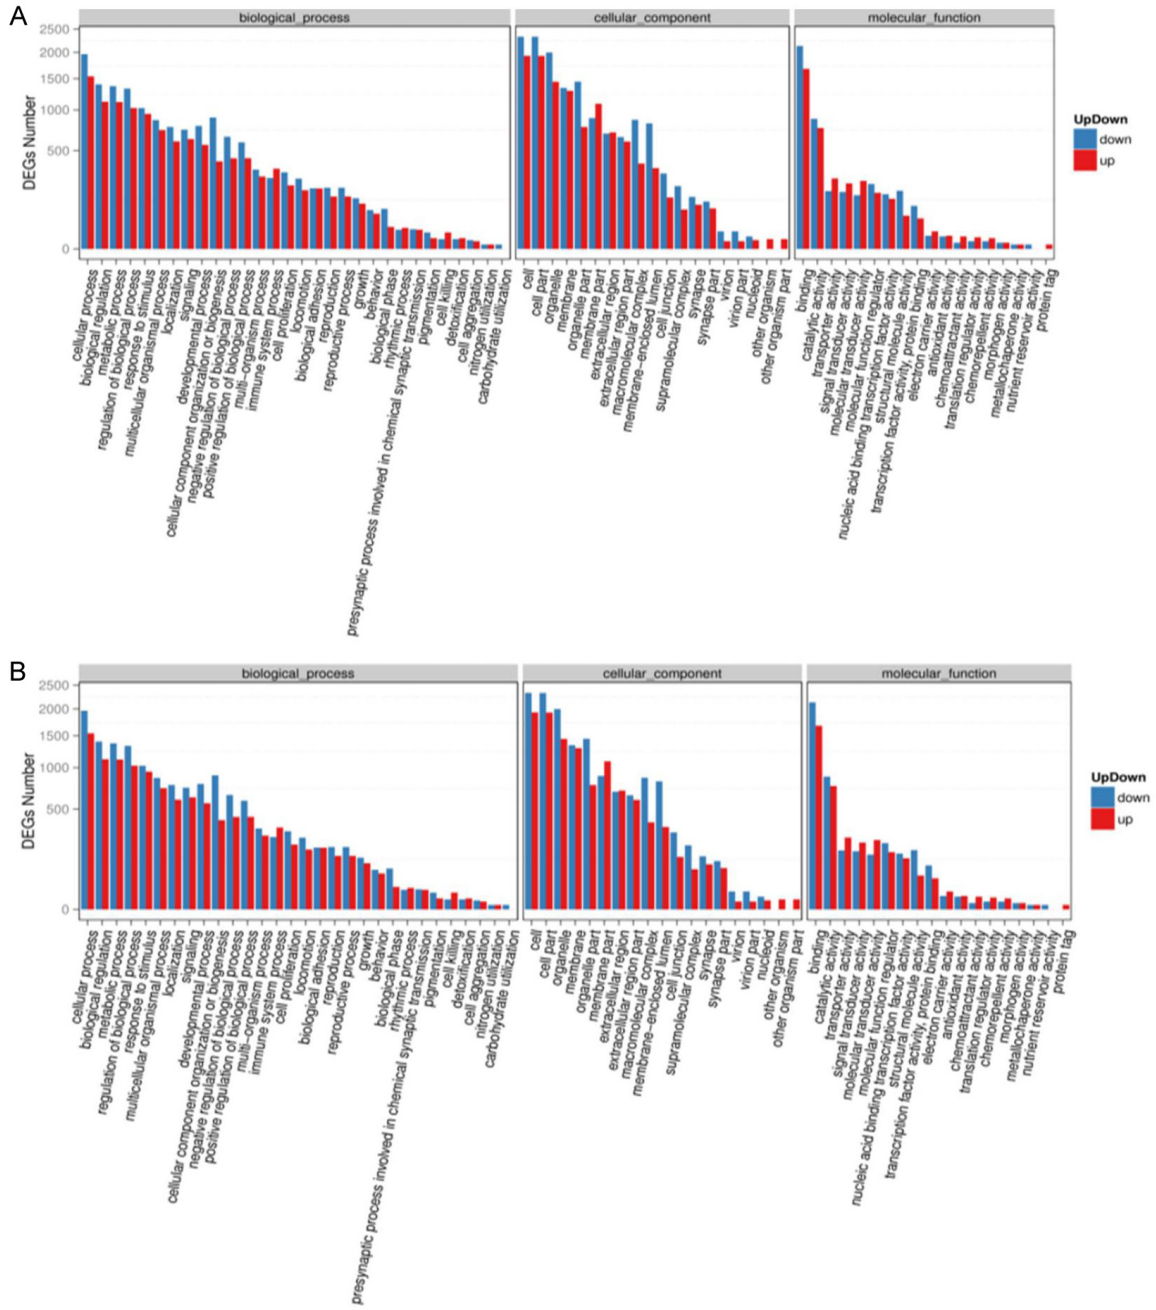 A
biological_process
cellular_component
molecular_function
DEGs Number
2500
2000
1500
1000
500
0
UpDown
down
up
cellular process
biological regulation
metabolic process
regulation of biological process
response to stimulus
multicellular organismal process
localization
signaling
developmental process
cellular component organization or biogenesis
negative regulation of biological process
positive regulation of biological process
multi-organism process
immune system process
cell proliferation
locomotion
biological adhesion
reproduction
reproductive process
growth
behavior
biological phase
rhythmic process
presynaptic process involved in chemical synaptic transmission
pigmentation
cell killing
detoxification
cell aggregation
nitrogen utilization
carbohydrate utilization
cell
cell part
organelle
membrane
organelle part
membrane part
extracellular region
extracellular region part
macromolecular complex
membrane-enclosed lumen
cell junction
supramolecular complex
synapse
synapse part
virion
virion part
nucleoid
other organism
other organism part
binding
catalytic activity
transporter activity
signal transducer activity
molecular transducer activity
molecular function regulator
nucleic acid binding transcription factor activity
structural molecule activity
transcription factor activity, protein binding
electron carrier activity
antioxidant activity
chemoattractant activity
translation regulator activity
chemorepellent activity
morphogen activity
metallochaperone activity
nutrient reservoir activity
protein tag
B
biological_process
cellular_component
molecular_function
DEGs Number
2500
2000
1500
1000
500
0
UpDown
down
up
cellular process
biological regulation
metabolic process
regulation of biological process
response to stimulus
multicellular organismal process
localization
signaling
developmental process
cellular component organization or biogenesis
negative regulation of biological process
positive regulation of biological process
multi-organism process
immune system process
cell proliferation
locomotion
biological adhesion
reproduction
reproductive process
growth
behavior
biological phase
rhythmic process
presynaptic process involved in chemical synaptic transmission
pigmentation
cell killing
detoxification
cell aggregation
nitrogen utilization
carbohydrate utilization
cell
cell part
organelle
membrane
organelle part
membrane part
extracellular region
extracellular region part
macromolecular complex
membrane-enclosed lumen
cell junction
supramolecular complex
synapse
synapse part
virion
virion part
nucleoid
other organism
other organism part
binding
catalytic activity
transporter activity
signal transducer activity
molecular transducer activity
molecular function regulator
nucleic acid binding transcription factor activity
structural molecule activity
transcription factor activity, protein binding
electron carrier activity
antioxidant activity
chemoattractant activity
translation regulator activity
chemorepellent activity
morphogen activity
metallochaperone activity
nutrient reservoir activity
protein tag